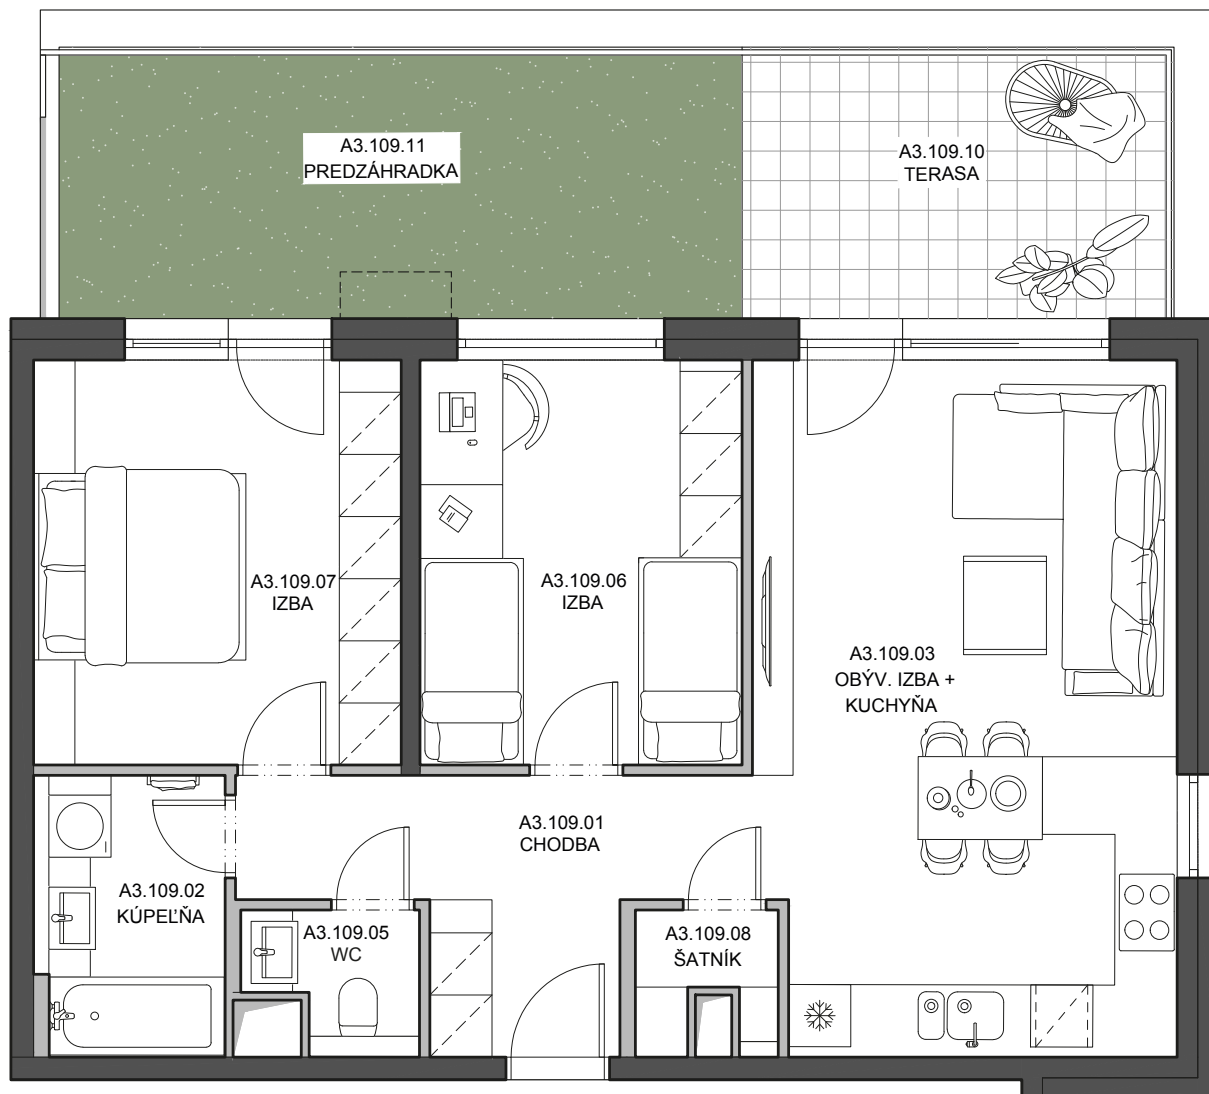 A3.109.11
PREDZÁHRADKA
A3.109.10
TERASA
A3.109.07
IZBA
A3.109.06
IZBA
A3.109.03
OBÝV. IZBA +
KUCHYŇA
A3.109.01
CHODBA
A3.109.02
KÚPEĽŇA
A3.109.05
WC
A3.109.08
ŠATNÍK